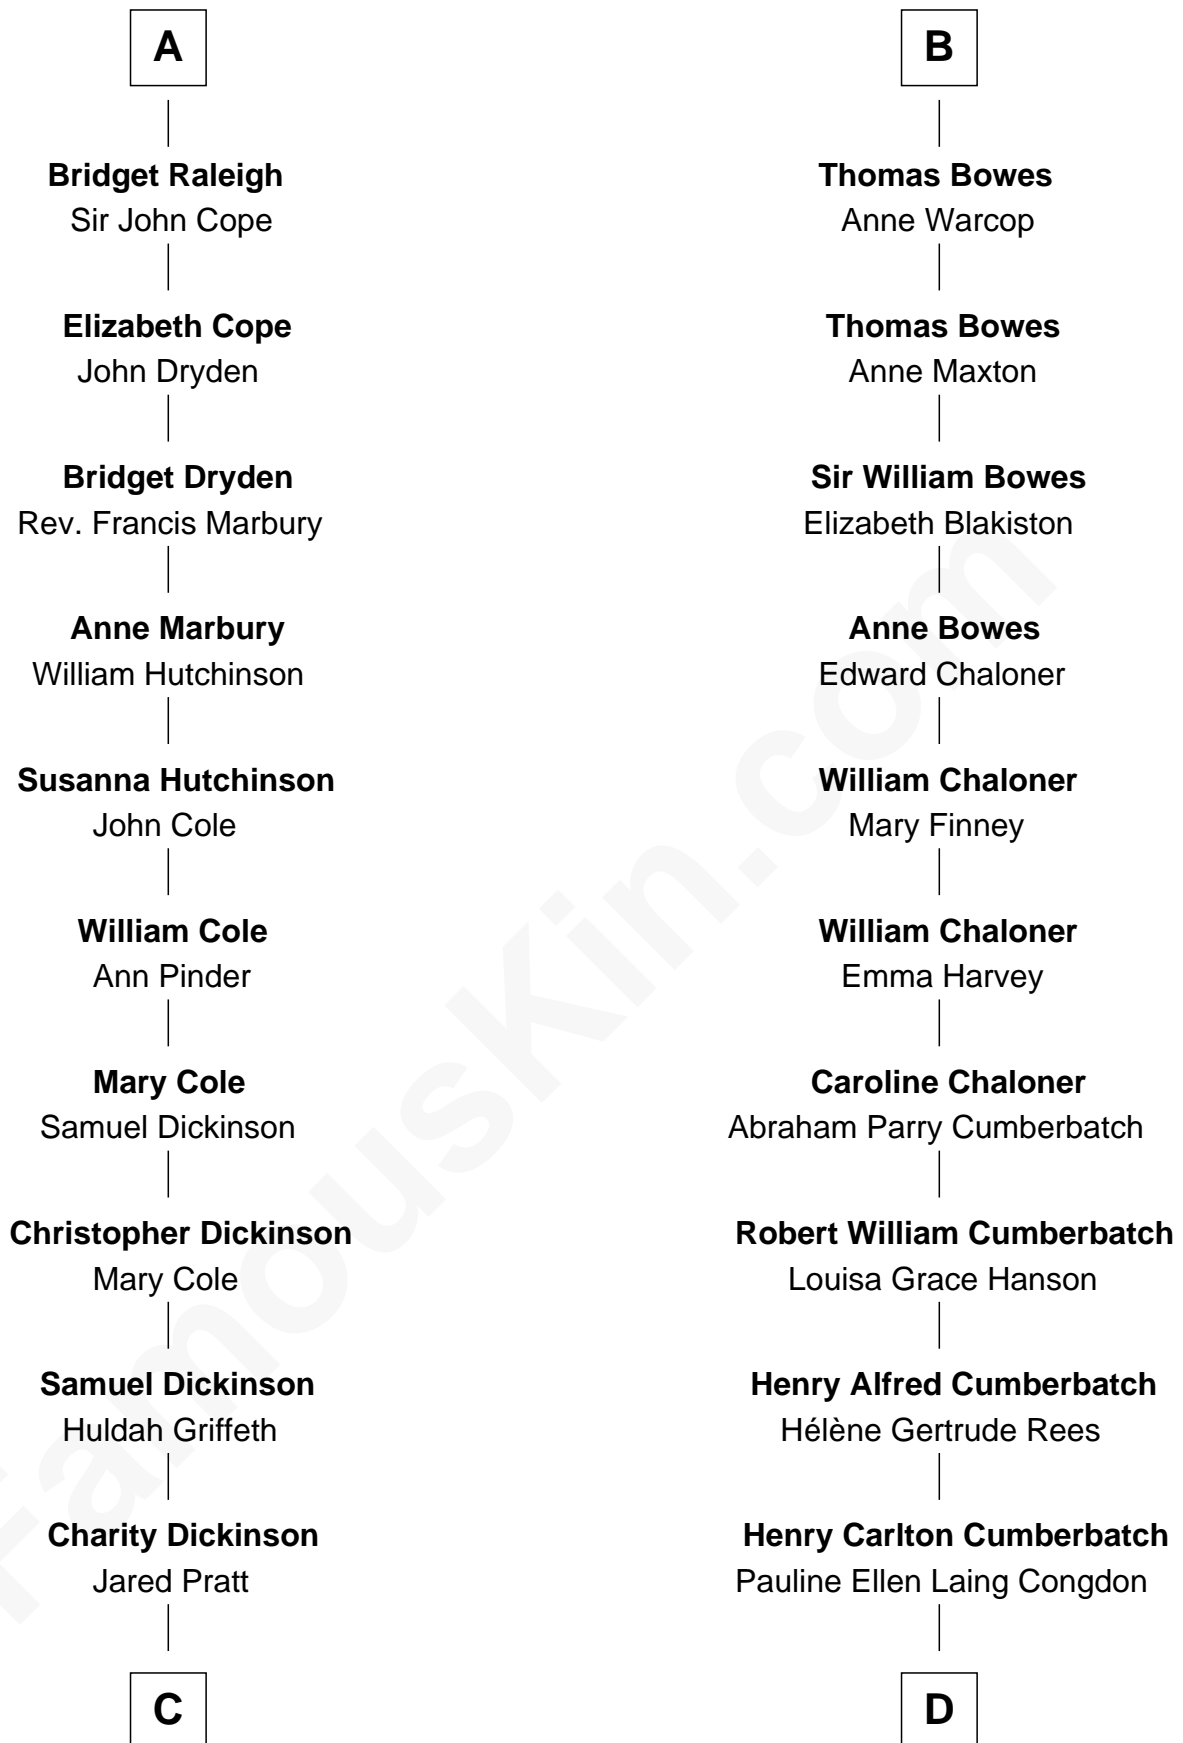 A
Bridget Raleigh
Sir John Cope
Elizabeth Cope
John Dryden
Bridget Dryden
Rev. Francis Marbury
Anne Marbury
William Hutchinson
Susanna Hutchinson
John Cole
William Cole
Ann Pinder
Mary Cole
Samuel Dickinson
Christopher Dickinson
Mary Cole
Samuel Dickinson
Huldah Griffeth
Charity Dickinson
Jared Pratt
C
B
Thomas Bowes
Anne Warcop
Thomas Bowes
Anne Maxton
Sir William Bowes
Elizabeth Blakiston
Anne Bowes
Edward Chaloner
William Chaloner
Mary Finney
William Chaloner
Emma Harvey
Caroline Chaloner
Abraham Parry Cumberbatch
Robert William Cumberbatch
Louisa Grace Hanson
Henry Alfred Cumberbatch
Hélène Gertrude Rees
Henry Carlton Cumberbatch
Pauline Ellen Laing Congdon
D
FamousKin.com